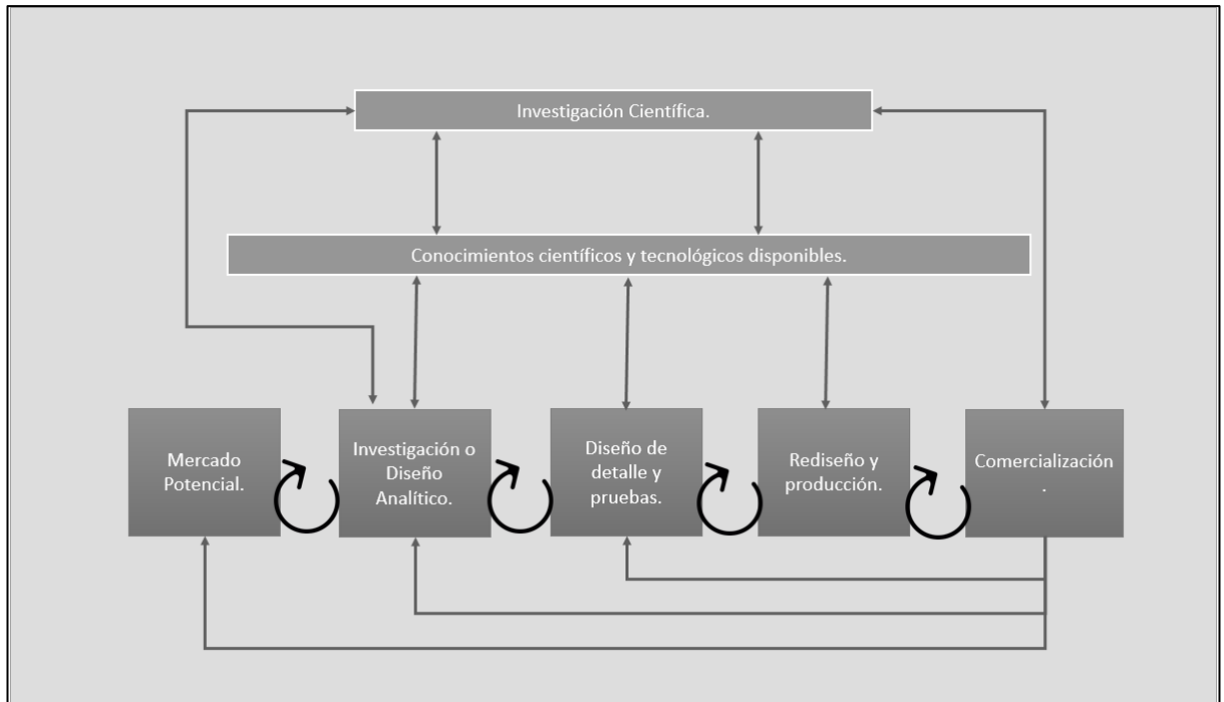 Investigación Científica.
Conocimientos científicos y tecnológicos disponibles.
Mercado
Potencial.
Investigación o
Diseño
Analítico.
Diseño de
detalle y
pruebas.
Rediseño y
producción.
Comercialización
.